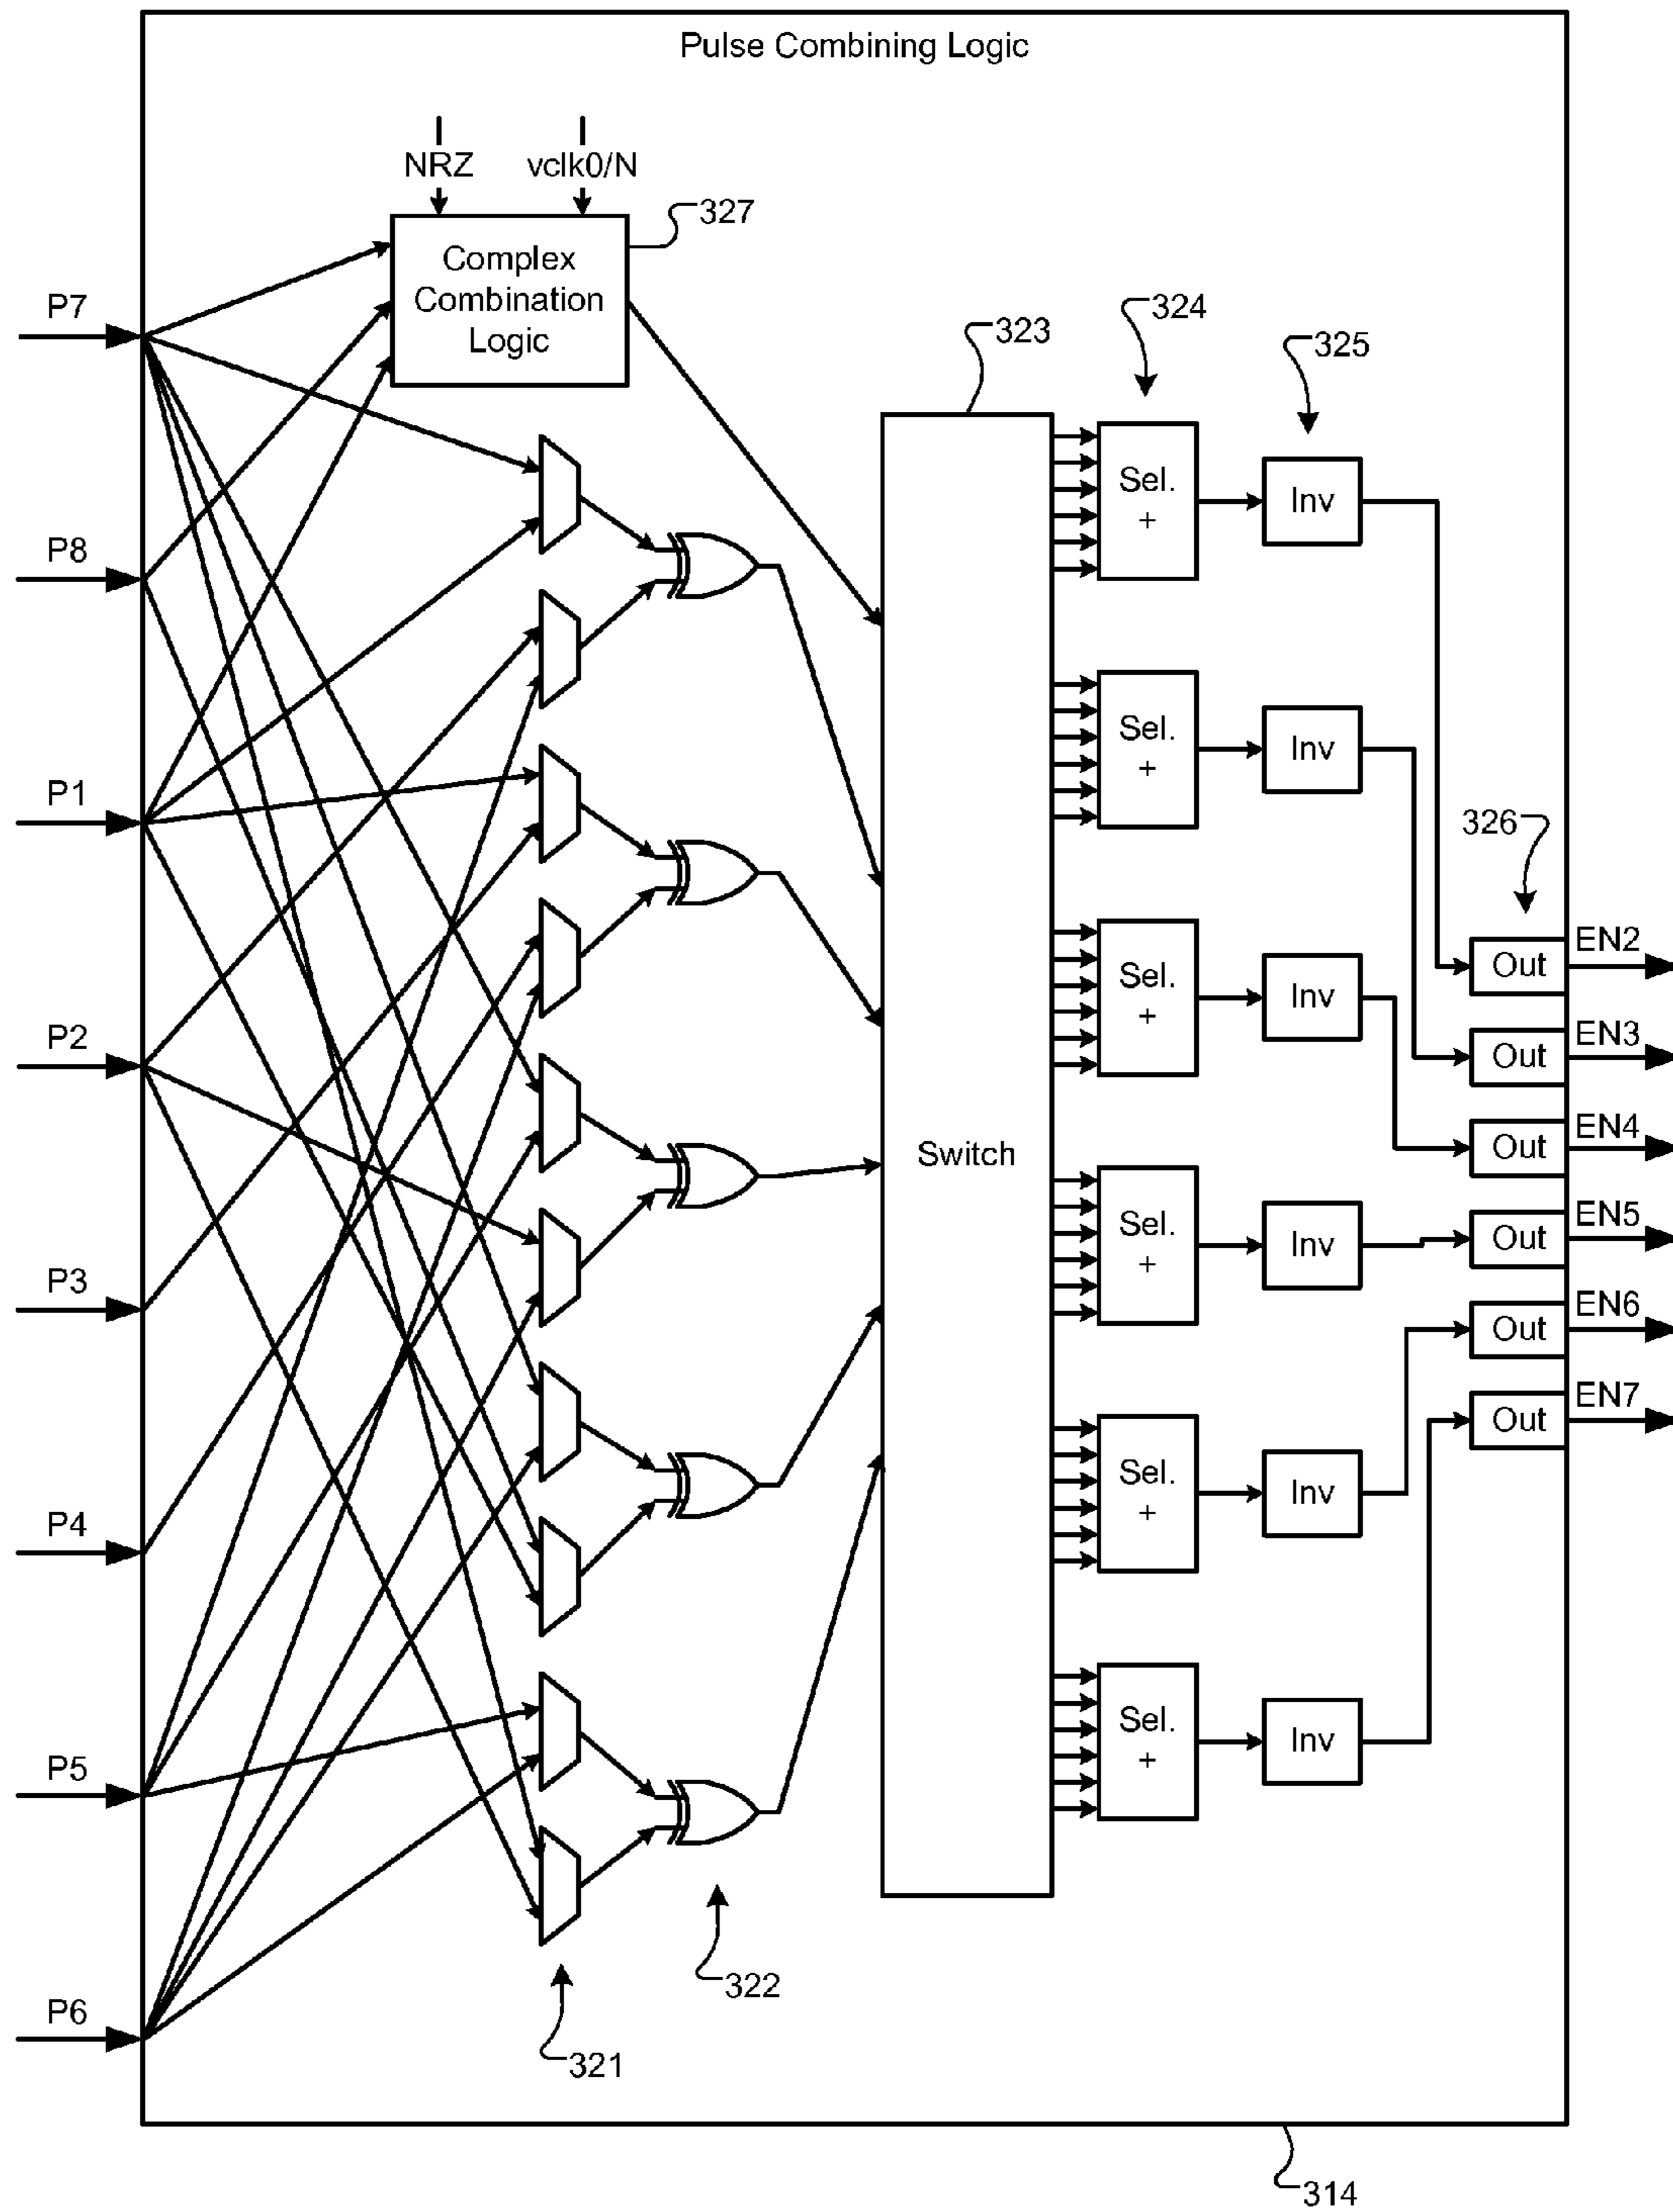 Pulse Combining Logic
NRZ
vclk0/N
327
Complex
Combination
Logic
P7
P8
P1
P2
P3
P4
P5
P6
323
324
325
326
Switch
Sel.
+
Inv
Sel.
+
Inv
Sel.
+
Inv
Sel.
+
Inv
Sel.
+
Inv
Sel.
+
Inv
Out
EN2
Out
EN3
Out
EN4
Out
EN5
Out
EN6
Out
EN7
322
321
314